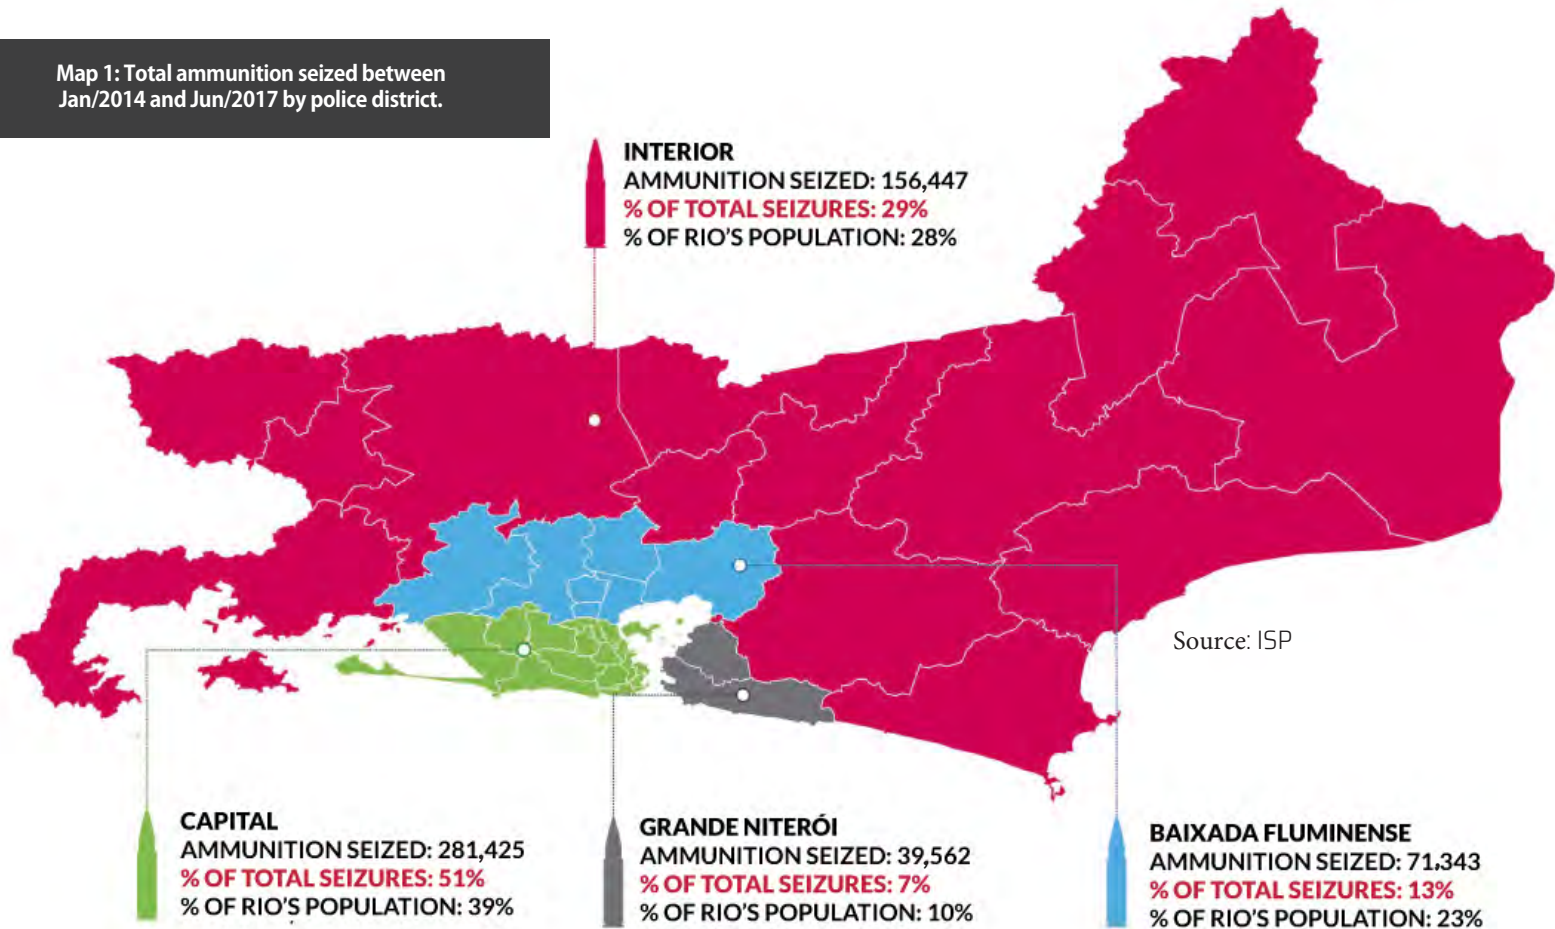 Map 1: Total ammunition seized between
Jan/2014 and Jun/2017 by police district.
INTERIOR
AMMUNITION SEIZED: 156,447
% OF TOTAL SEIZURES: 29%
% OF RIO'S POPULATION: 28%
Source: ISP
CAPITAL
AMMUNITION SEIZED: 281,425
% OF TOTAL SEIZURES: 51%
% OF RIO'S POPULATION: 39%
GRANDE NITERÓI
AMMUNITION SEIZED: 39,562
% OF TOTAL SEIZURES: 7%
% OF RIO'S POPULATION: 10%
BAIXADA FLUMINENSE
AMMUNITION SEIZED: 71,343
% OF TOTAL SEIZURES: 13%
% OF RIO'S POPULATION: 23%